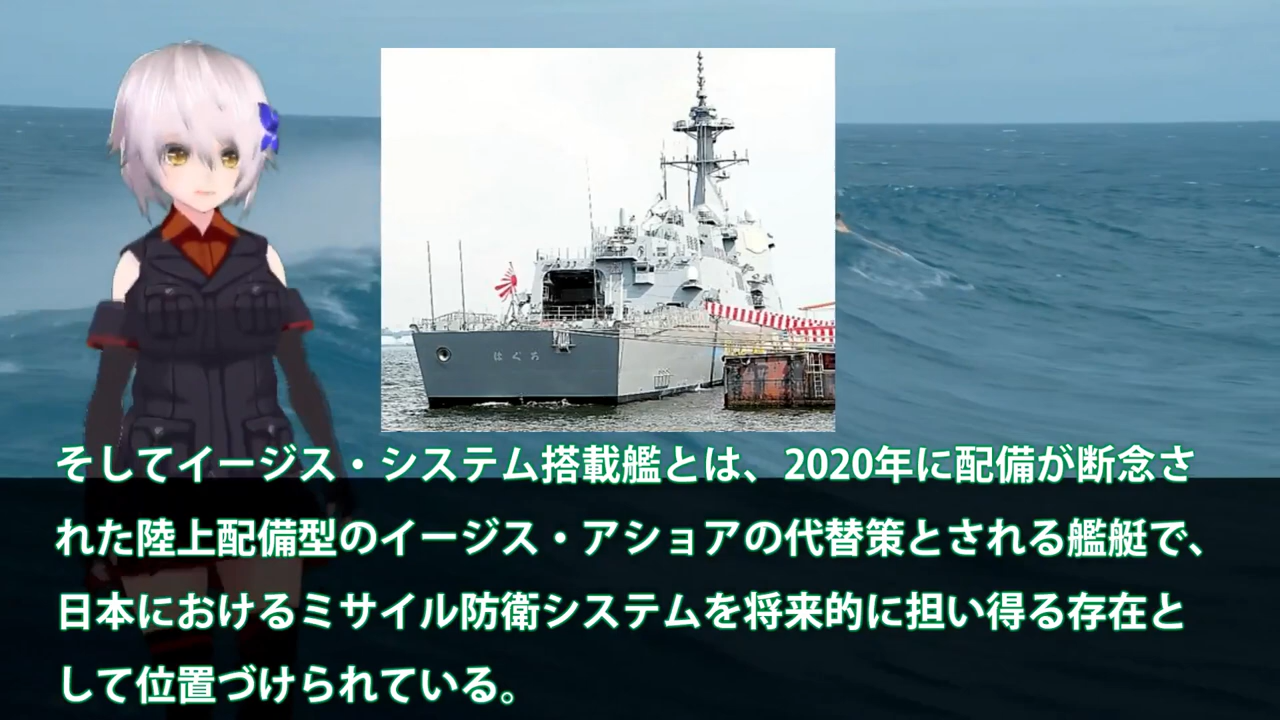 はぐろ
そしてイージス・システム搭載艦とは、2020年に配備が断念さ
れた陸上配備型のイージス・アショアの代替策とされる艦艇で、
日本におけるミサイル防衛システムを将来的に担い得る存在と
して位置づけられている。